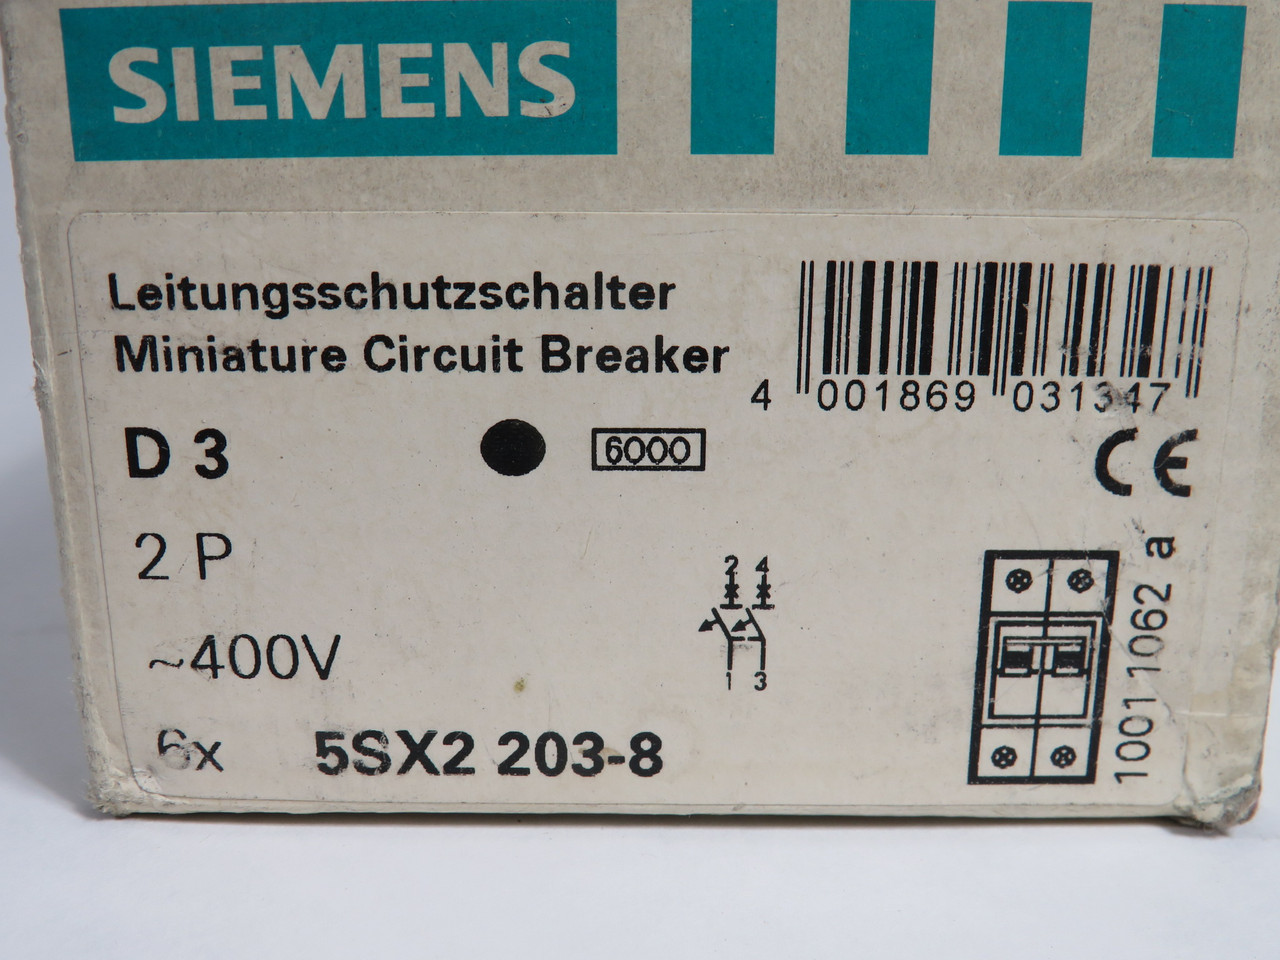 SIEMENS
Leitungsschutzschalter
Miniature Circuit Breaker
4 001869 031347
D 3
6000
CE
2 P
2 4
~400V
1 3
6x 5SX2 203-8
1001 1062 a